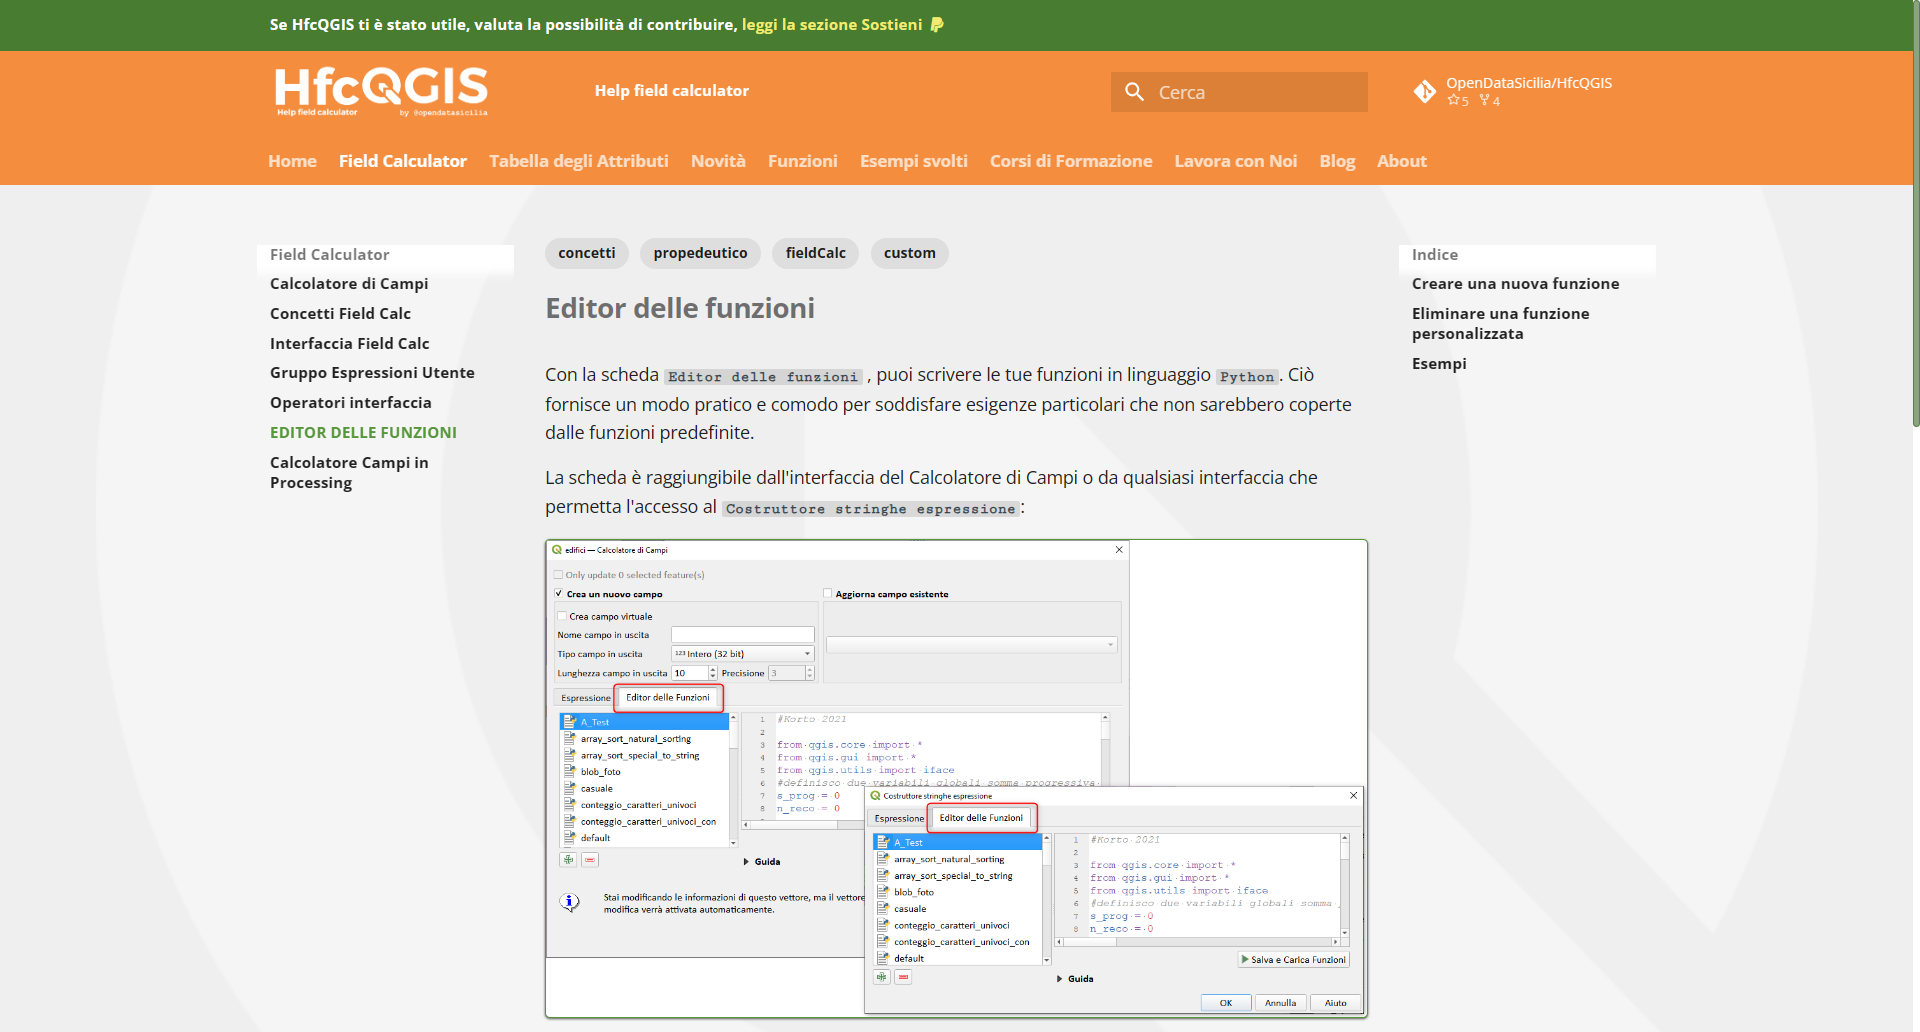 Se HfcQGIS ti è stato utile, valuta la possibilità di contribuire, leggi la sezione Sostieni
HfcQGIS
Help field calculator
by @opendatasicilia
Help field calculator
Cerca
OpenDataSicilia/HfcQGIS
5 4
Home Field Calculator Tabella degli Attributi Novità Funzioni Esempi svolti Corsi di Formazione Lavora con Noi Blog About
Field Calculator
Calcolatore di Campi
Concetti Field Calc
Interfaccia Field Calc
Gruppo Espressioni Utente
Operatori interfaccia
EDITOR DELLE FUNZIONI
Calcolatore Campi in
Processing
concetti propedeutico fieldCalc custom
Editor delle funzioni
Con la scheda Editor delle funzioni , puoi scrivere le tue funzioni in linguaggio Python. Ciò
fornisce un modo pratico e comodo per soddisfare esigenze particolari che non sarebbero coperte
dalle funzioni predefinite.
La scheda è raggiungibile dall'interfaccia del Calcolatore di Campi o da qualsiasi interfaccia che
permetta l'accesso al Costruttore stringhe espressione:
edifici — Calcolatore di Campi
Only update 0 selected feature(s)
Crea un nuovo campo
Aggiorna campo esistente
Crea campo virtuale
Nome campo in uscita
Tipo campo in uscita 123 Intero (32 bit)
Lunghezza campo in uscita 10 Precisione 3
Espressione Editor delle Funzioni
A_Test
array_sort_natural_sorting
array_sort_special_to_string
blob_foto
casuale
conteggio_caratteri_univoci
conteggio_caratteri_univoci_con
default
1 #Korto 2021
2
3 from qgis.core import *
4 from qgis.gui import *
5 from qgis.utils import iface
6 #definisco due variabili globali somma progressiva
7 s_prog = 0
8 n_reco = 0
Guida
Stai modificando le informazioni di questo vettore, ma il vettore
modifica verrà attivata automaticamente.
Costruttore stringhe espressione
Espressione Editor delle Funzioni
A_Test
array_sort_natural_sorting
array_sort_special_to_string
blob_foto
casuale
conteggio_caratteri_univoci
conteggio_caratteri_univoci_con
default
1 #Korto 2021
2
3 from qgis.core import *
4 from qgis.gui import *
5 from qgis.utils import iface
6 #definisco due variabili globali somma
7 s_prog = 0
8 n_reco = 0
Salva e Carica Funzioni
Guida
OK Annulla Aiuto
Indice
Creare una nuova funzione
Eliminare una funzione
personalizzata
Esempi